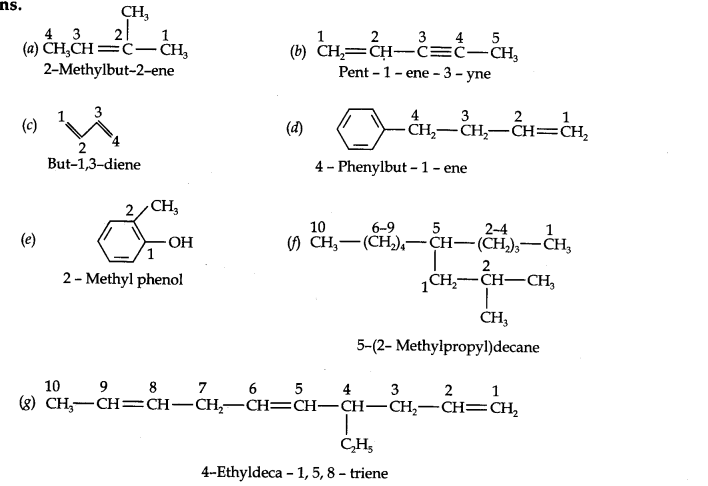 ns.
CH₃
4 3 2 1
(a) CH₃CH=C—CH₃
2–Methylbut–2–ene
1 2 3 4 5
(b) CH₂=CH—C≡C—CH₃
Pent – 1 – ene – 3 – yne
(c) 1 3
2 4
But–1,3–diene
4 3 2 1
(d) CH₂—CH₂—CH=CH₂
4 – Phenylbut – 1 – ene
2 CH₃
(e) 1 OH
2 – Methyl phenol
10 6–9 5 2–4 1
(f) CH₃—(CH₂)₄—CH—(CH₂)₃—CH₃
2
1CH₂—CH—CH₃
CH₃
5–(2– Methylpropyl)decane
10 9 8 7 6 5 4 3 2 1
(g) CH₃—CH=CH—CH₂—CH=CH—CH—CH₂—CH=CH₂
C₂H₅
4–Ethyldeca – 1, 5, 8 – triene